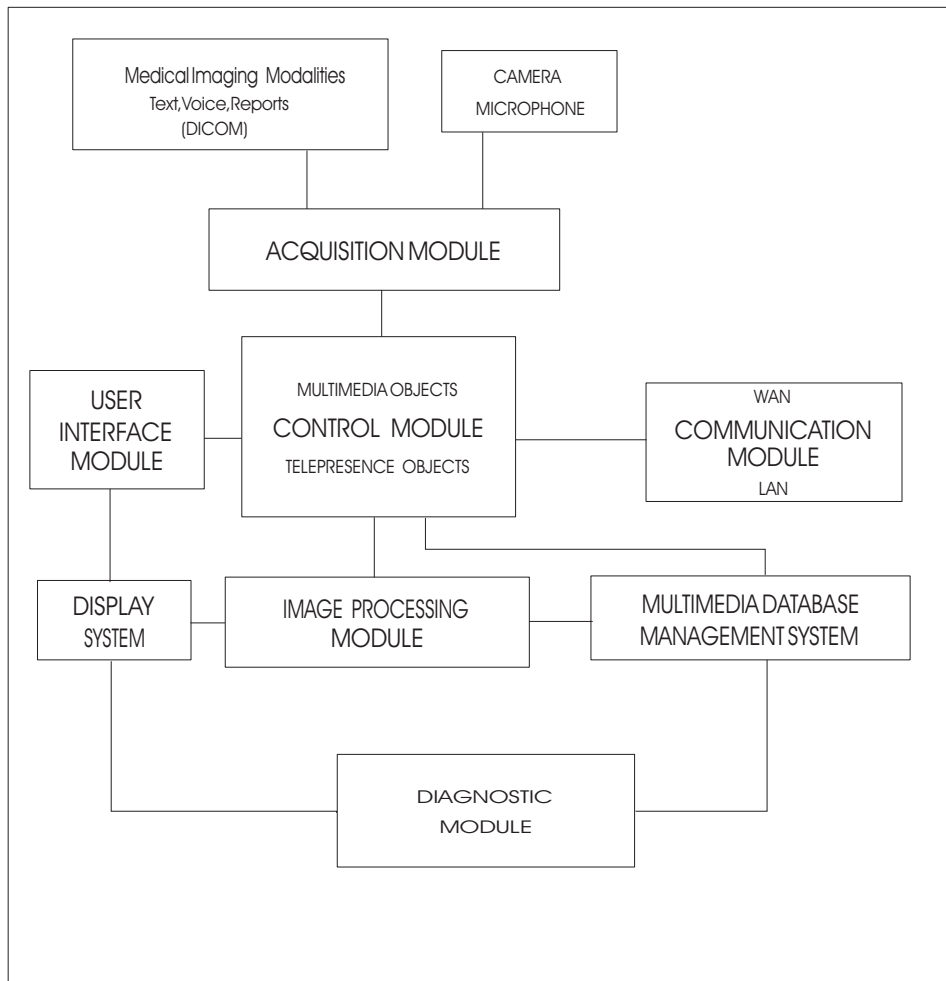 Medical Imaging Modalities
Text,Voice,Reports
(DICOM)
CAMERA
MICROPHONE
ACQUISITION MODULE
MULTIMEDIA OBJECTS
CONTROL MODULE
TELEPRESENCE OBJECTS
USER
INTERFACE
MODULE
WAN
COMMUNICATION
MODULE
LAN
DISPLAY
SYSTEM
IMAGE PROCESSING
MODULE
MULTIMEDIA DATABASE
MANAGEMENT SYSTEM
DIAGNOSTIC
MODULE